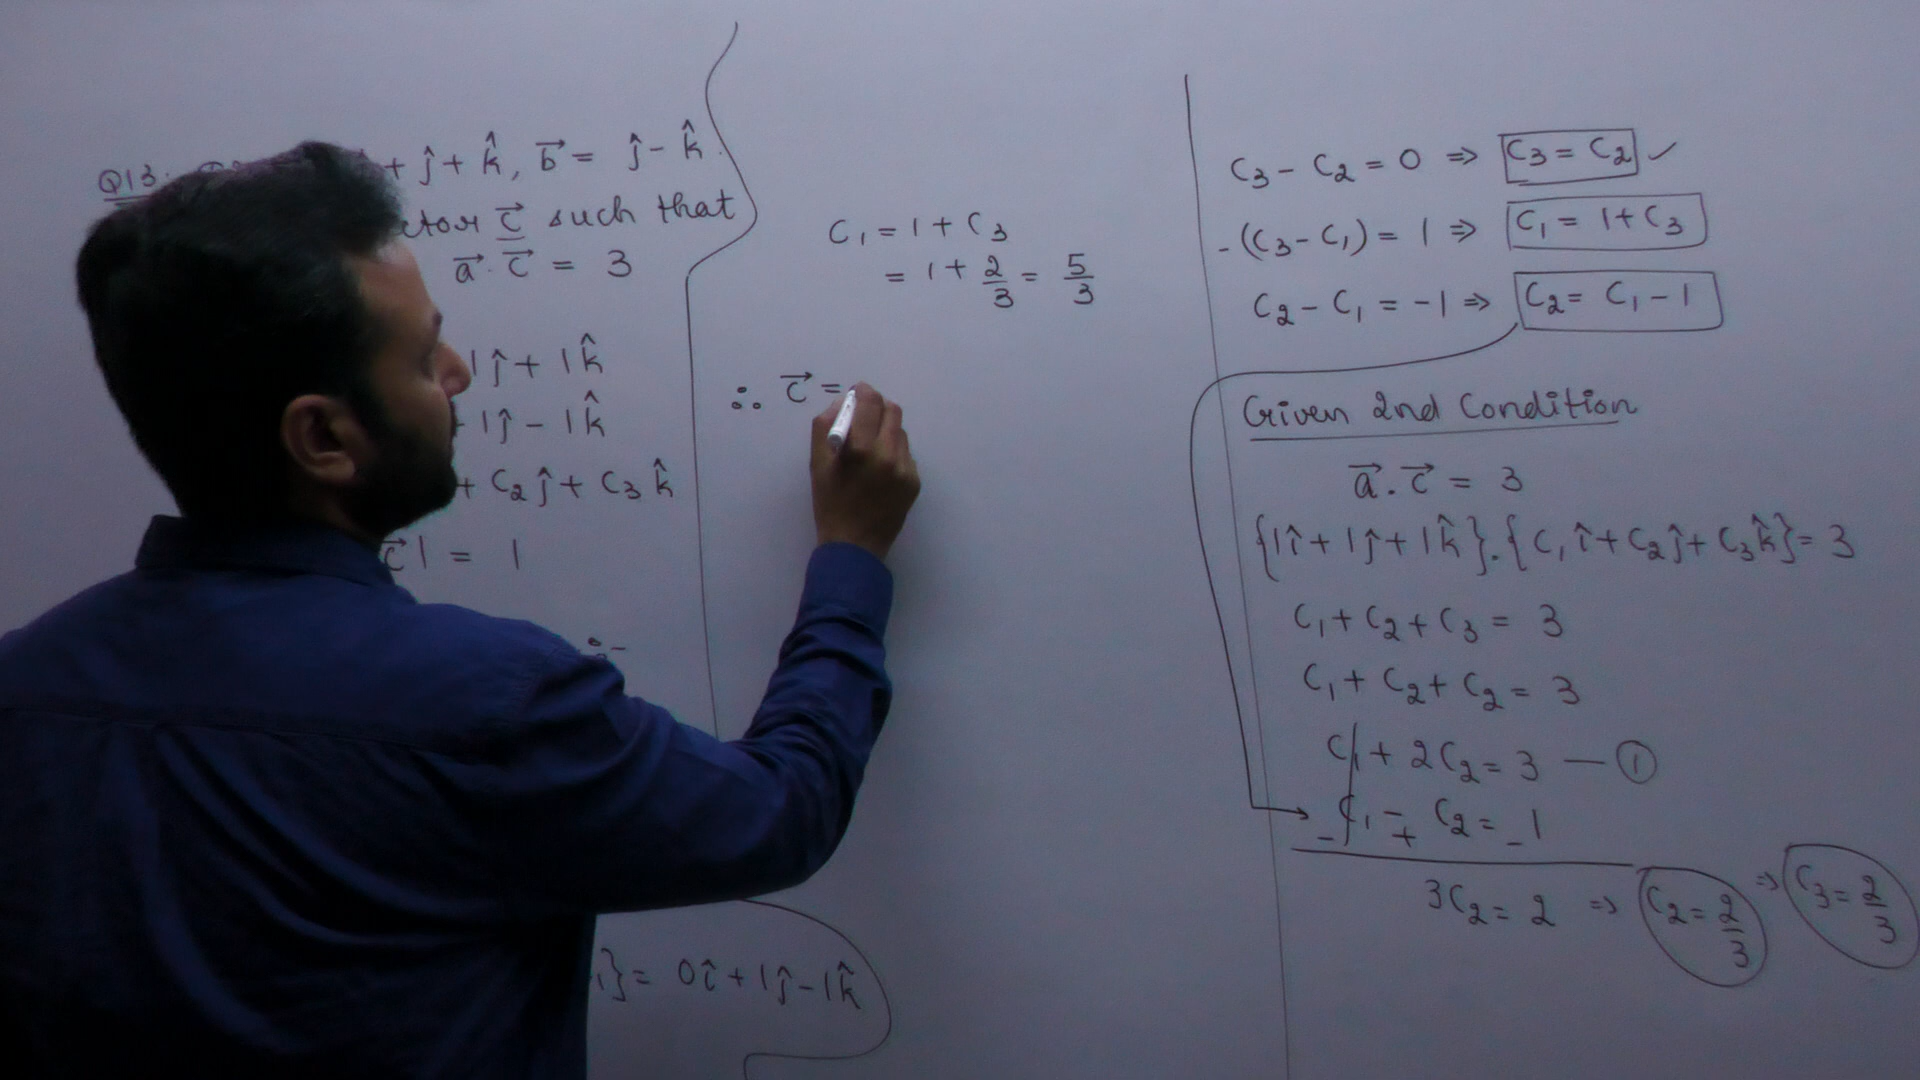 Q13. + ĵ + k̂, b⃗ = ĵ - k̂.
c⃗ such that
a⃗ . c⃗ = 3
1ĵ + 1k̂
1ĵ - 1k̂
+ C₂ĵ + C₃k̂
c⃗ | = 1
}= 0î + 1ĵ - 1k̂
C₁ = 1 + C₃
= 1 + 2/3 = 5/3
∴ c⃗ =
C₃ - C₂ = 0 ⇒ C₃ = C₂ ✓
-(C₃ - C₁) = 1 ⇒ C₁ = 1 + C₃
C₂ - C₁ = -1 ⇒ C₂ = C₁ - 1
Given 2nd Condition
a⃗ . c⃗ = 3
{1î + 1ĵ + 1k̂}.{C₁î + C₂ĵ + C₃k̂} = 3
C₁ + C₂ + C₃ = 3
C₁ + C₂ + C₂ = 3
C₁ + 2C₂ = 3 — ①
C₁ - C₂ = 1
- + -
3C₂ = 2 ⇒ C₂ = 2/3 ⇒ C₃ = 2/3